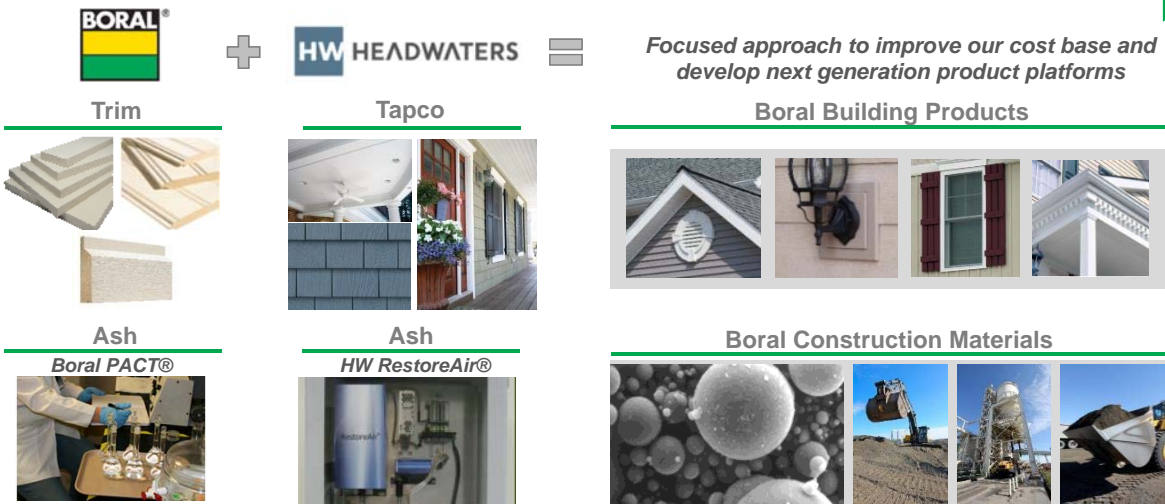 BORAL®
HW HEADWATERS
Focused approach to improve our cost base and
develop next generation product platforms
Trim
Tapco
Boral Building Products
Ash
Ash
Boral Construction Materials
Boral PACT®
HW RestoreAir®
RestoreAir